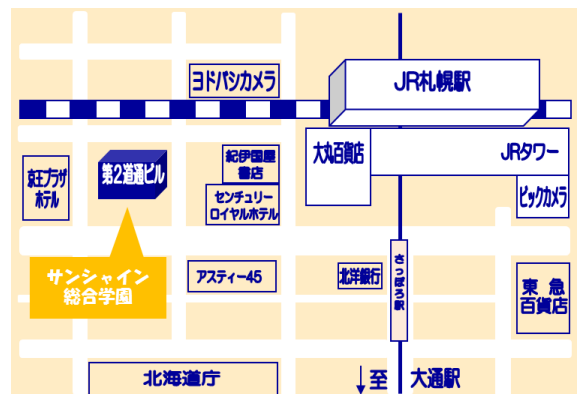 ヨドバシカメラ
JR札幌駅
京王プラザ
ホテル
第2道通ビル
紀伊国屋
書店
センチュリー
ロイヤルホテル
大丸百貨店
JRタワー
ビックカメラ
サンシャイン
総合学園
アスティー45
北洋銀行
さっぽろ駅
東急
百貨店
北海道庁
↓至 大通駅